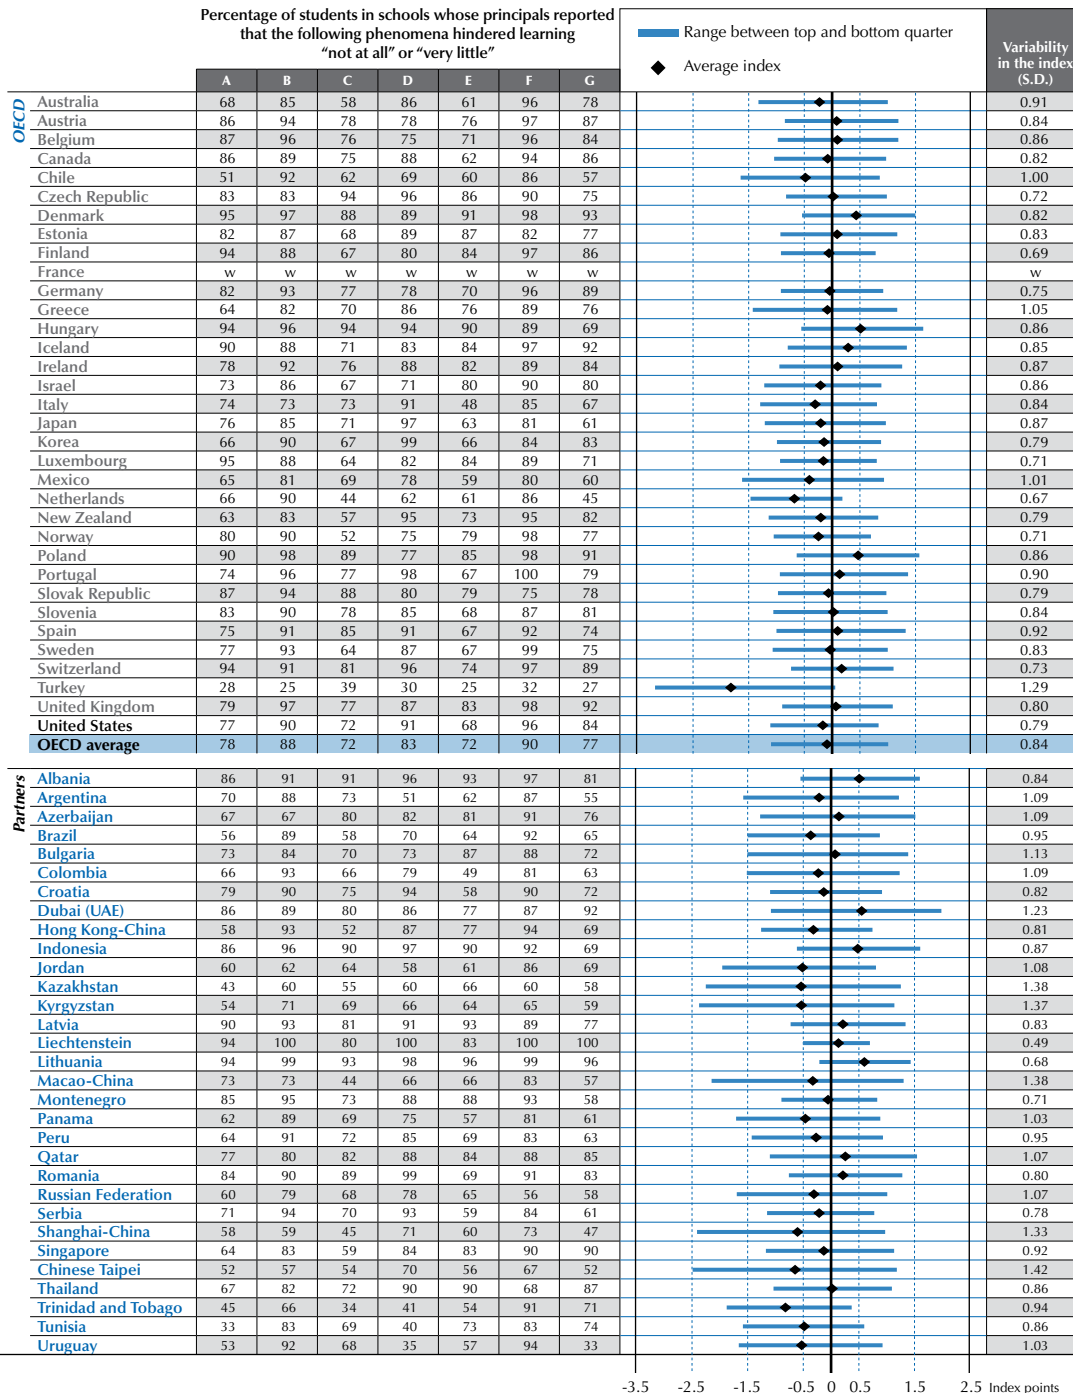 Percentage of students in schools whose principals reported
that the following phenomena hindered learning
“not at all” or “very little”
Range between top and bottom quarter
Average index
Variability
in the index
(S.D.)
A B C D E F G
OECD
Australia 68 85 58 86 61 96 78 0.91
Austria 86 94 78 78 76 97 87 0.84
Belgium 87 96 76 75 71 96 84 0.86
Canada 86 89 75 88 62 94 86 0.82
Chile 51 92 62 69 60 86 57 1.00
Czech Republic 83 83 94 96 86 90 75 0.72
Denmark 95 97 88 89 91 98 93 0.82
Estonia 82 87 68 89 87 82 77 0.83
Finland 94 88 67 80 84 97 86 0.69
France w w w w w w w w
Germany 82 93 77 78 70 96 89 0.75
Greece 64 82 70 86 76 89 76 1.05
Hungary 94 96 94 94 90 89 69 0.86
Iceland 90 88 71 83 84 97 92 0.85
Ireland 78 92 76 88 82 89 84 0.87
Israel 73 86 67 71 80 90 80 0.86
Italy 74 73 73 91 48 85 67 0.84
Japan 76 85 71 97 63 81 61 0.87
Korea 66 90 67 99 66 84 83 0.79
Luxembourg 95 88 64 82 84 89 71 0.71
Mexico 65 81 69 78 59 80 60 1.01
Netherlands 66 90 44 62 61 86 45 0.67
New Zealand 63 83 57 95 73 95 82 0.79
Norway 80 90 52 75 79 98 77 0.71
Poland 90 98 89 77 85 98 91 0.86
Portugal 74 96 77 98 67 100 79 0.90
Slovak Republic 87 94 88 80 79 75 78 0.79
Slovenia 83 90 78 85 68 87 81 0.84
Spain 75 91 85 91 67 92 74 0.92
Sweden 77 93 64 87 67 99 75 0.83
Switzerland 94 91 81 96 74 97 89 0.73
Turkey 28 25 39 30 25 32 27 1.29
United Kingdom 79 97 77 87 83 98 92 0.80
United States 77 90 72 91 68 96 84 0.79
OECD average 78 88 72 83 72 90 77 0.84
Partners
Albania 86 91 91 96 93 97 81 0.84
Argentina 70 88 73 51 62 87 55 1.09
Azerbaijan 67 67 80 82 81 91 76 1.09
Brazil 56 89 58 70 64 92 65 0.95
Bulgaria 73 84 70 73 87 88 72 1.13
Colombia 66 93 66 79 49 81 63 1.09
Croatia 79 90 75 94 58 90 72 0.82
Dubai (UAE) 86 89 80 86 77 87 92 1.23
Hong Kong-China 58 93 52 87 77 94 69 0.81
Indonesia 86 96 90 97 90 92 69 0.87
Jordan 60 62 64 58 61 86 69 1.08
Kazakhstan 43 60 55 60 66 60 58 1.38
Kyrgyzstan 54 71 69 66 64 65 59 1.37
Latvia 90 93 81 91 93 89 77 0.83
Liechtenstein 94 100 80 100 83 100 100 0.49
Lithuania 94 99 93 98 96 99 96 0.68
Macao-China 73 73 44 66 66 83 57 1.38
Montenegro 85 95 73 88 88 93 58 0.71
Panama 62 89 69 75 57 81 61 1.03
Peru 64 91 72 85 69 83 63 0.95
Qatar 77 80 82 88 84 88 85 1.07
Romania 84 90 89 99 69 91 83 0.80
Russian Federation 60 79 68 78 65 56 58 1.07
Serbia 71 94 70 93 59 84 61 0.78
Shanghai-China 58 59 45 71 60 73 47 1.33
Singapore 64 83 59 84 83 90 90 0.92
Chinese Taipei 52 57 54 70 56 67 52 1.42
Thailand 67 82 72 90 90 68 87 0.86
Trinidad and Tobago 45 66 34 41 54 91 71 0.94
Tunisia 33 83 69 40 73 83 74 0.86
Uruguay 53 92 68 35 57 94 33 1.03
-3.5 -2.5 -1.5 -0.5 0 0.5 1.5 2.5 Index points